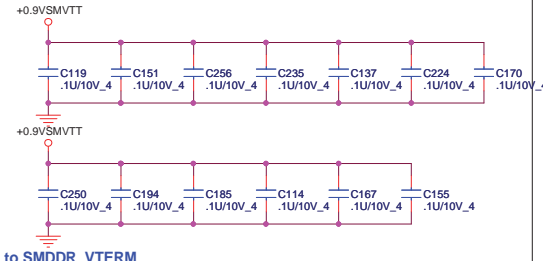 +0.9VSMVTT
C119 C151 C256 C235 C137 C224 C170
.1U/10V_4 .1U/10V_4 .1U/10V_4 .1U/10V_4 .1U/10V_4 .1U/10V_4 .1U/10V_4
+0.9VSMVTT
C250 C194 C185 C114 C167 C155
.1U/10V_4 .1U/10V_4 .1U/10V_4 .1U/10V_4 .1U/10V_4 .1U/10V_4
to SMDDR_VTERM